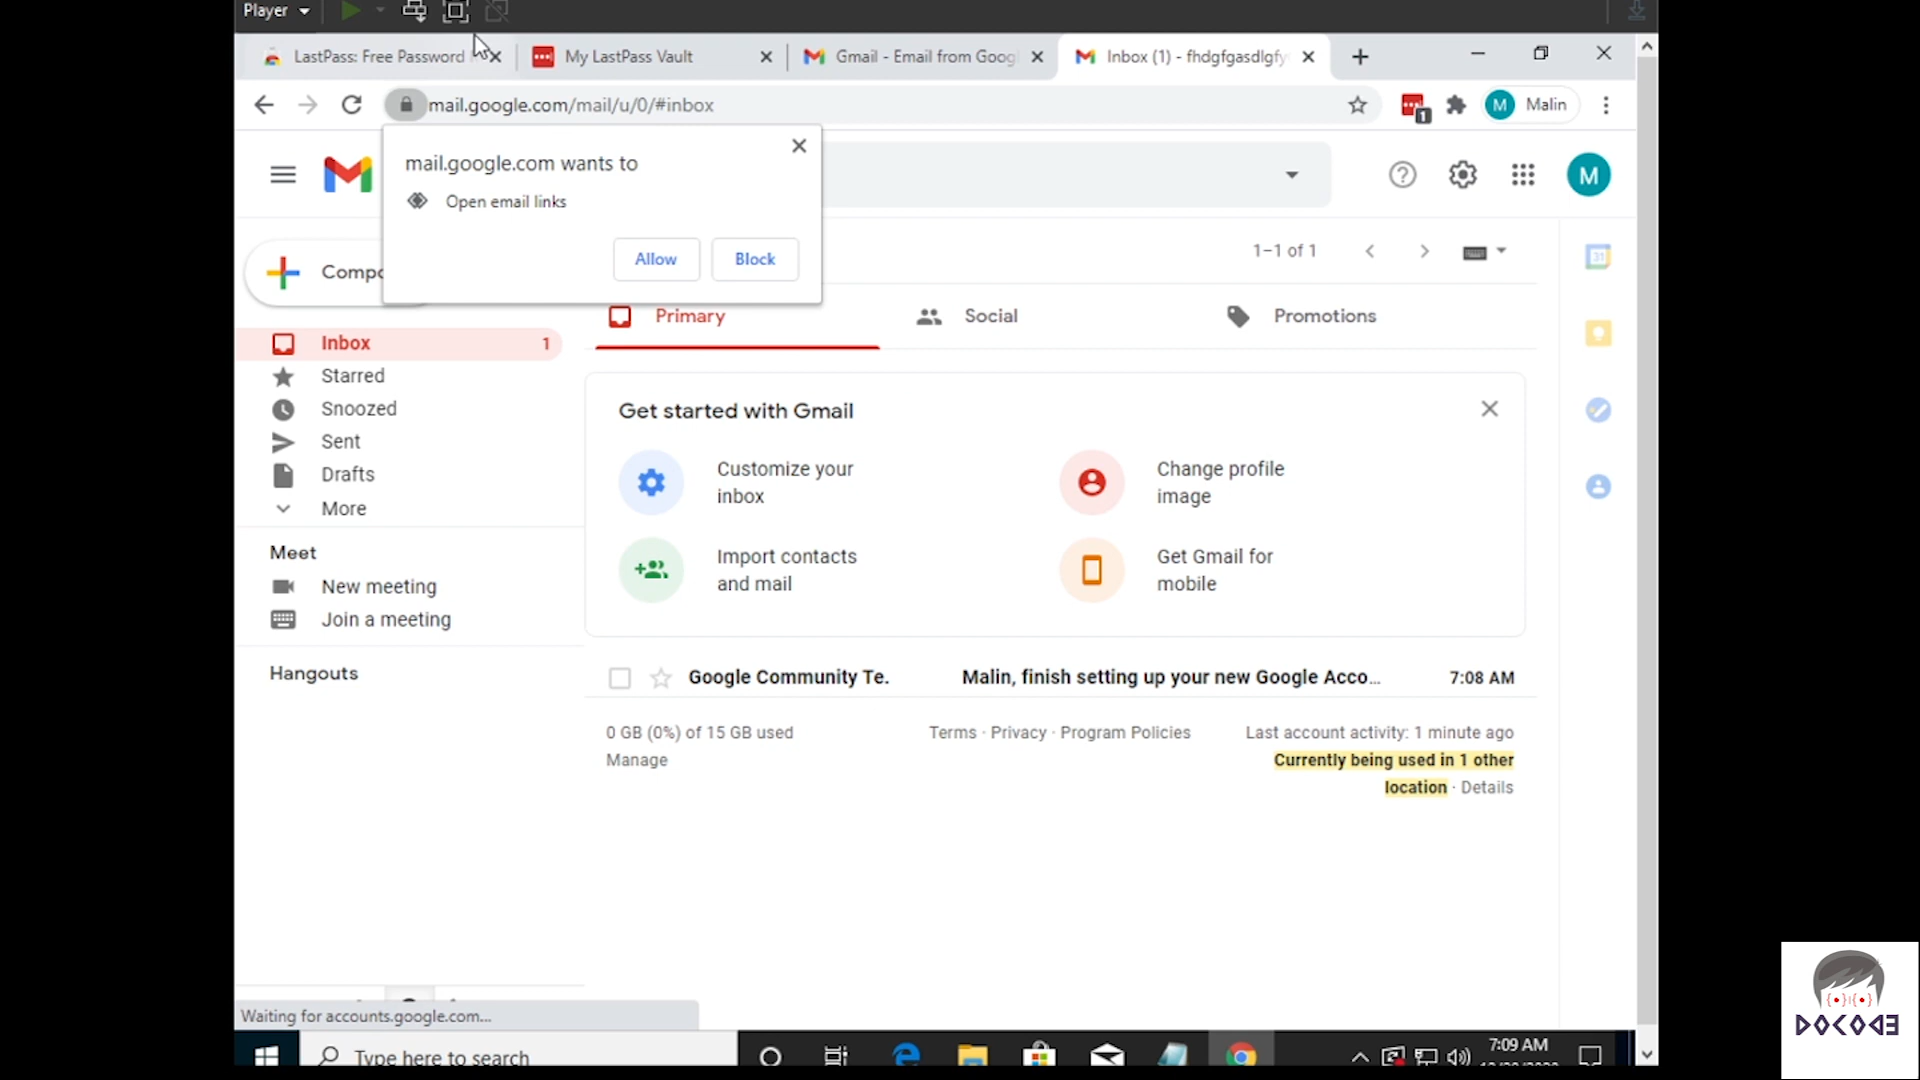 Player
LastPass: Free Password
My LastPass Vault
Gmail - Email from Goog
Inbox (1) - fhdgfgasdlgfy
mail.google.com/mail/u/0/#inbox
1
M
Malin
mail.google.com wants to
Open email links
Allow
Block
M
Compo
1–1 of 1
31
Primary
Social
Promotions
Inbox
1
Starred
Snoozed
Sent
Drafts
More
Meet
New meeting
Join a meeting
Hangouts
Get started with Gmail
Customize your
inbox
Change profile
image
Import contacts
and mail
Get Gmail for
mobile
Google Community Te.
Malin, finish setting up your new Google Acco...
7:08 AM
0 GB (0%) of 15 GB used
Manage
Terms · Privacy · Program Policies
Last account activity: 1 minute ago
Currently being used in 1 other
location · Details
Waiting for accounts.google.com...
Type here to search
7:09 AM
{•}{•}
DOCOD3